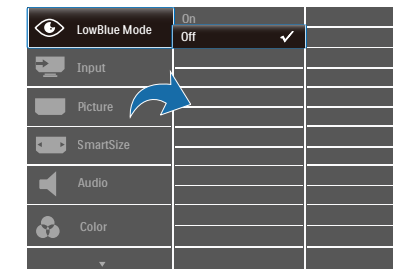 LowBlue Mode
On
Off
Input
Picture
SmartSize
Audio
Color